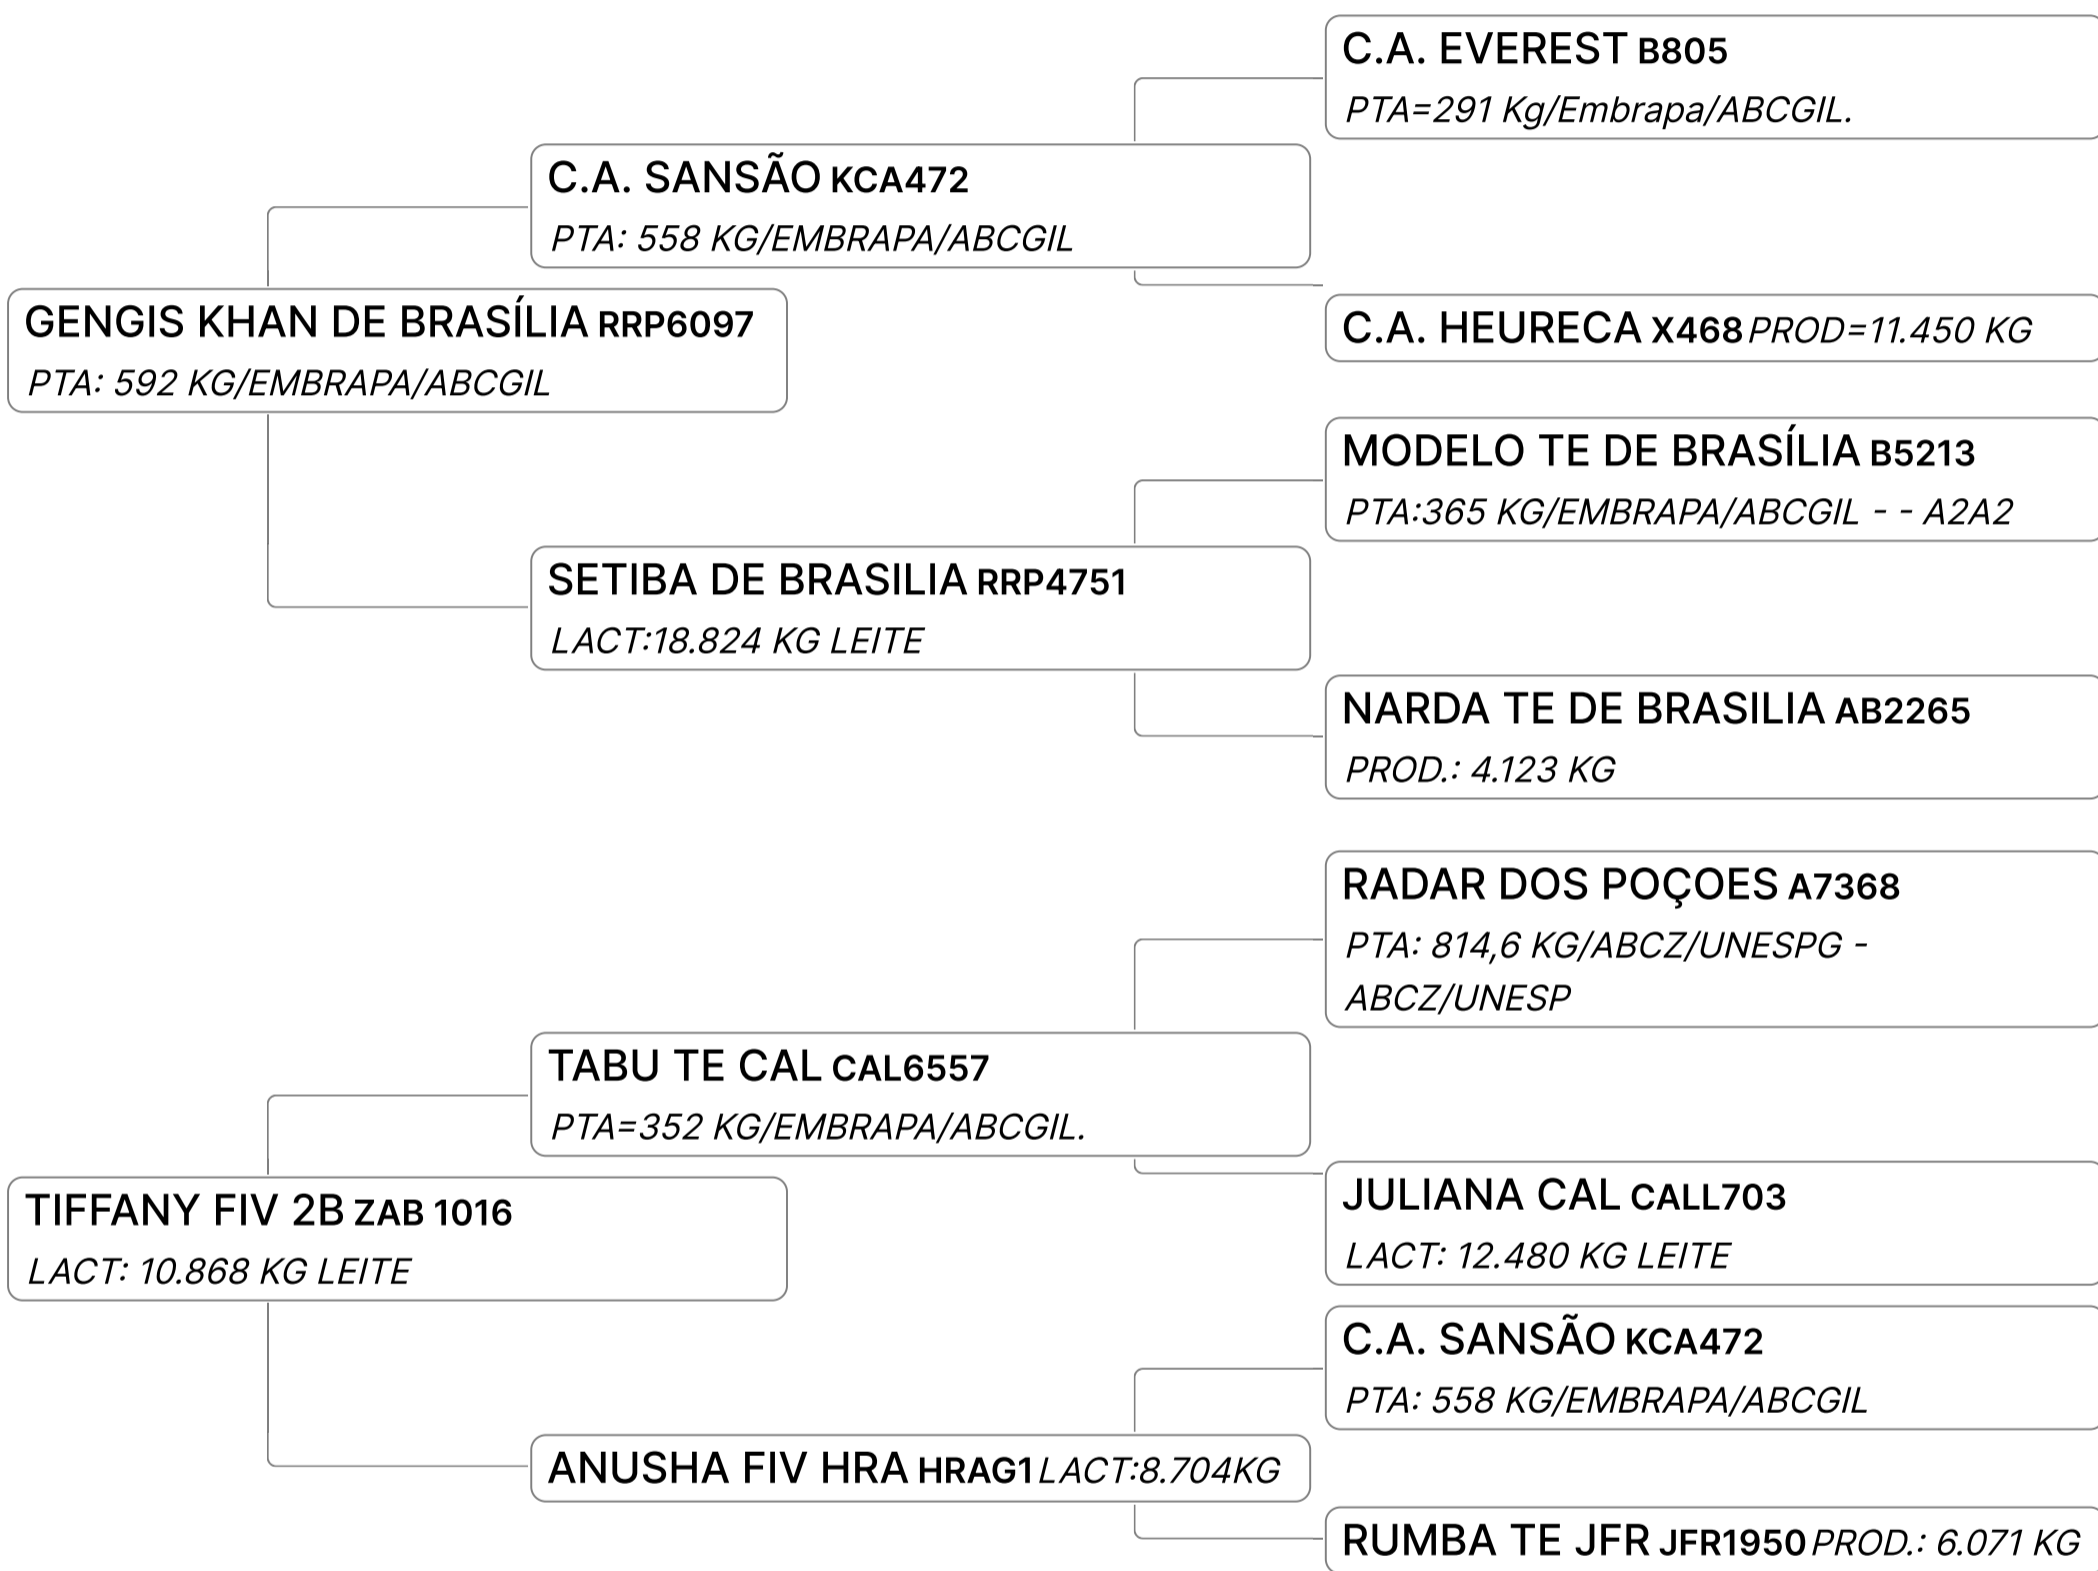 C.A. EVEREST B805
PTA=291 Kg/Embrapa/ABCGIL.
C.A. SANSÃO KCA472
PTA: 558 KG/EMBRAPA/ABCGIL
C.A. HEURECA X468 PROD=11.450 KG
GENGIS KHAN DE BRASÍLIA RRP6097
PTA: 592 KG/EMBRAPA/ABCGIL
MODELO TE DE BRASÍLIA B5213
PTA:365 KG/EMBRAPA/ABCGIL - - A2A2
SETIBA DE BRASILIA RRP4751
LACT:18.824 KG LEITE
NARDA TE DE BRASILIA AB2265
PROD.: 4.123 KG
RADAR DOS POÇOES A7368
PTA: 814,6 KG/ABCZ/UNESPG -
ABCZ/UNESP
TABU TE CAL CAL6557
PTA=352 KG/EMBRAPA/ABCGIL.
JULIANA CAL CALL703
LACT: 12.480 KG LEITE
TIFFANY FIV 2B ZAB 1016
LACT: 10.868 KG LEITE
C.A. SANSÃO KCA472
PTA: 558 KG/EMBRAPA/ABCGIL
ANUSHA FIV HRA HRAG1 LACT:8.704KG
RUMBA TE JFR JFR1950 PROD.: 6.071 KG